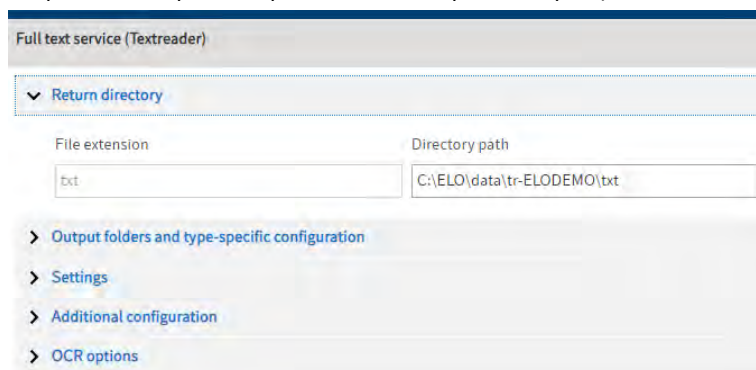 Full text service (Textreader)
Return directory
File extension Directory path
txt C:\ELO\data\tr-ELODEMO\txt
Output folders and type-specific configuration
Settings
Additional configuration
OCR options